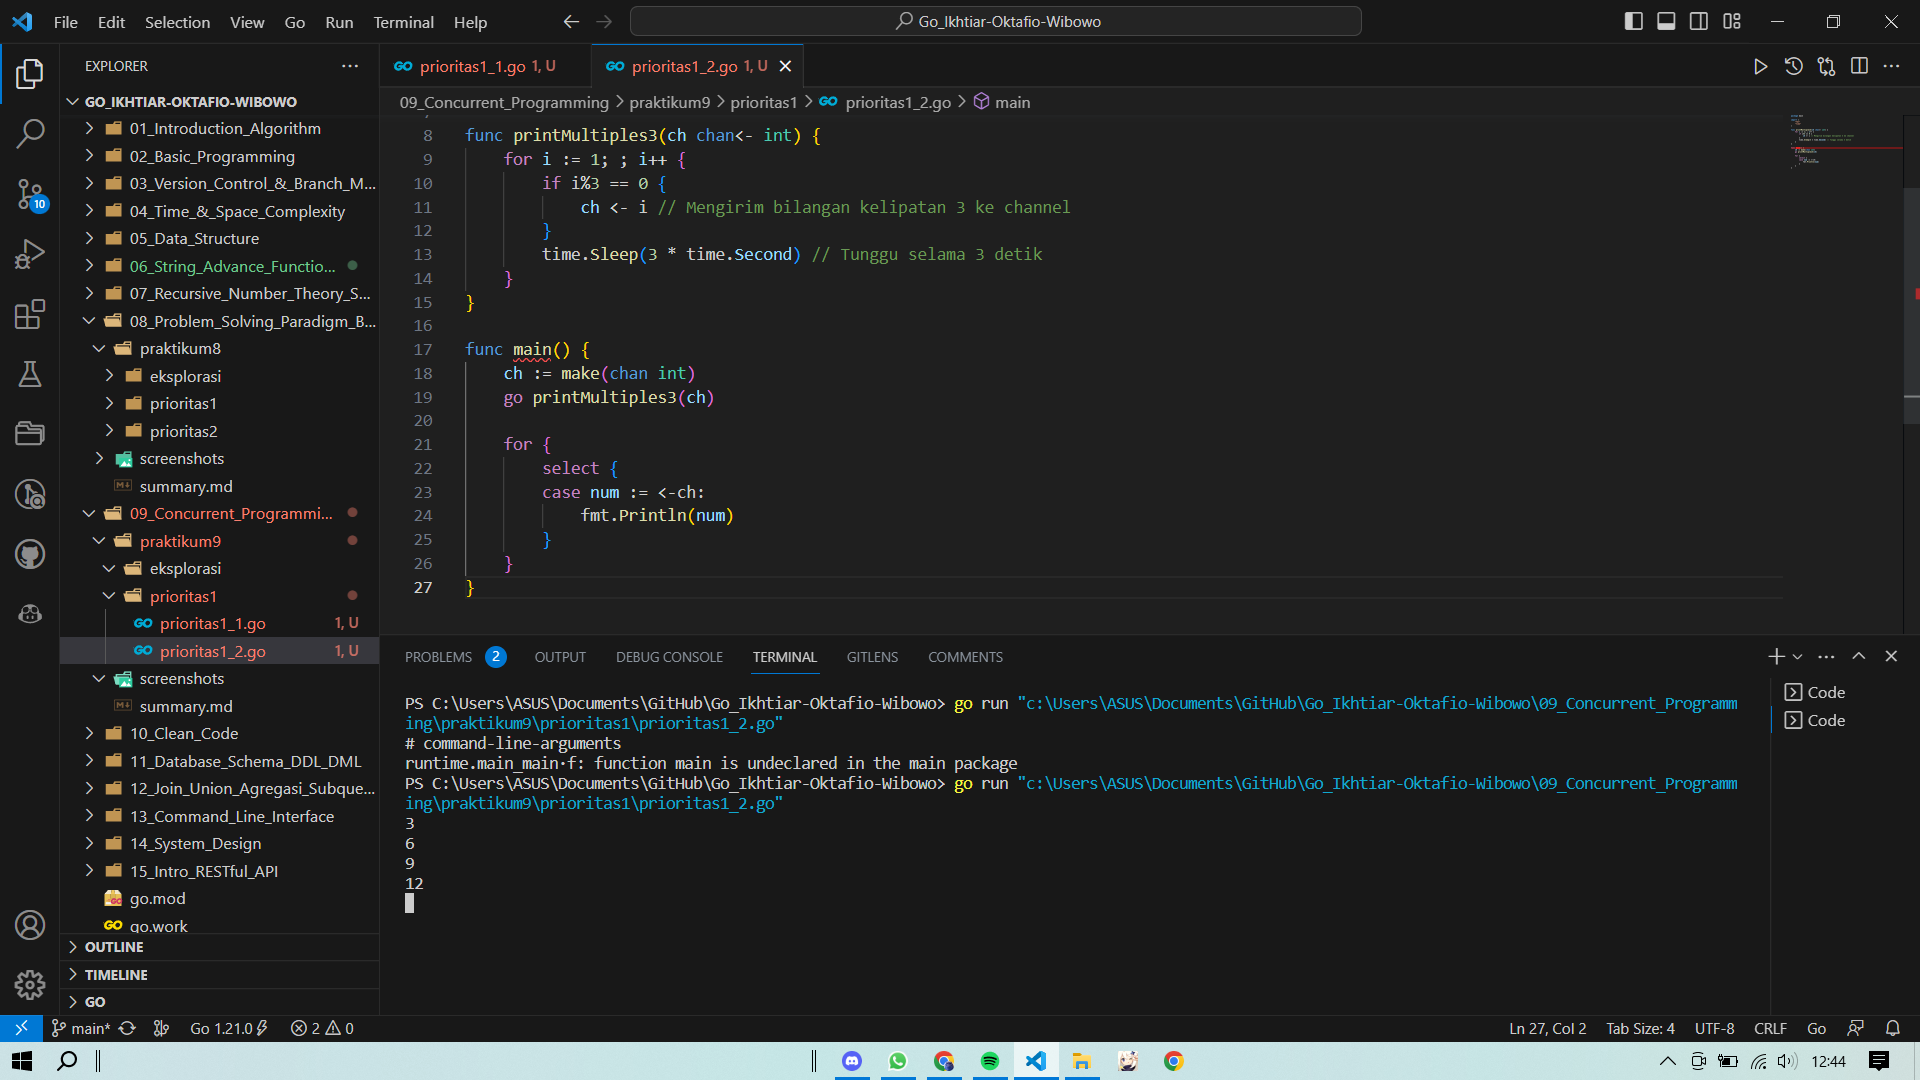 File Edit Selection View Go Run Terminal Help
Go_Ikhtiar-Oktafio-Wibowo
EXPLORER
GO_IKHTIAR-OKTAFIO-WIBOWO
01_Introduction_Algorithm
02_Basic_Programming
03_Version_Control_&_Branch_M...
04_Time_&_Space_Complexity
05_Data_Structure
06_String_Advance_Functio...
07_Recursive_Number_Theory_S...
08_Problem_Solving_Paradigm_B...
praktikum8
eksplorasi
prioritas1
prioritas2
screenshots
summary.md
09_Concurrent_Programmi...
praktikum9
eksplorasi
prioritas1
prioritas1_1.go 1, U
prioritas1_2.go 1, U
screenshots
summary.md
10_Clean_Code
11_Database_Schema_DDL_DML
12_Join_Union_Agregasi_Subque...
13_Command_Line_Interface
14_System_Design
15_Intro_RESTful_API
go.mod
go.work
OUTLINE
TIMELINE
GO
10
prioritas1_1.go 1, U
prioritas1_2.go 1, U
09_Concurrent_Programming > praktikum9 > prioritas1 > prioritas1_2.go > main
8 func printMultiples3(ch chan<- int) {
9 for i := 1; ; i++ {
10 if i%3 == 0 {
11 ch <- i // Mengirim bilangan kelipatan 3 ke channel
12 }
13 time.Sleep(3 * time.Second) // Tunggu selama 3 detik
14 }
15 }
16
17 func main() {
18 ch := make(chan int)
19 go printMultiples3(ch)
20
21 for {
22 select {
23 case num := <-ch:
24 fmt.Println(num)
25 }
26 }
27 }
PROBLEMS 2 OUTPUT DEBUG CONSOLE TERMINAL GITLENS COMMENTS
PS C:\Users\ASUS\Documents\GitHub\Go_Ikhtiar-Oktafio-Wibowo> go run "c:\Users\ASUS\Documents\GitHub\Go_Ikhtiar-Oktafio-Wibowo\09_Concurrent_Programm
ing\praktikum9\prioritas1\prioritas1_2.go"
# command-line-arguments
runtime.main_main·f: function main is undeclared in the main package
PS C:\Users\ASUS\Documents\GitHub\Go_Ikhtiar-Oktafio-Wibowo> go run "c:\Users\ASUS\Documents\GitHub\Go_Ikhtiar-Oktafio-Wibowo\09_Concurrent_Programm
ing\praktikum9\prioritas1\prioritas1_2.go"
3
6
9
12
Code
Code
main* Go 1.21.0 2 0
Ln 27, Col 2 Tab Size: 4 UTF-8 CRLF Go
12:44